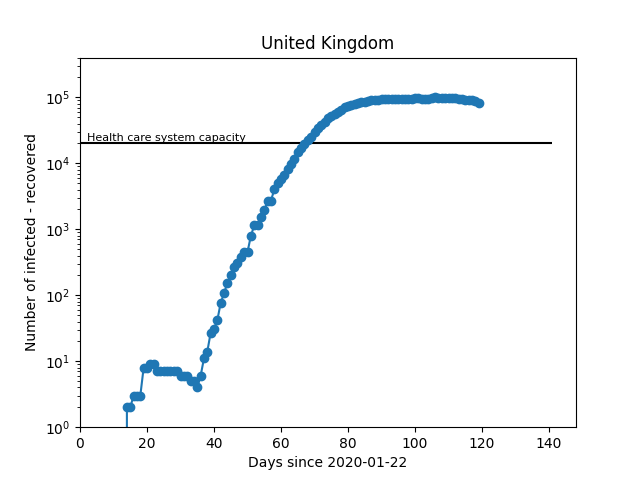 United Kingdom
Number of infected - recovered
10^5
10^4
10^3
10^2
10^1
10^0
Health care system capacity
0 20 40 60 80 100 120 140
Days since 2020-01-22